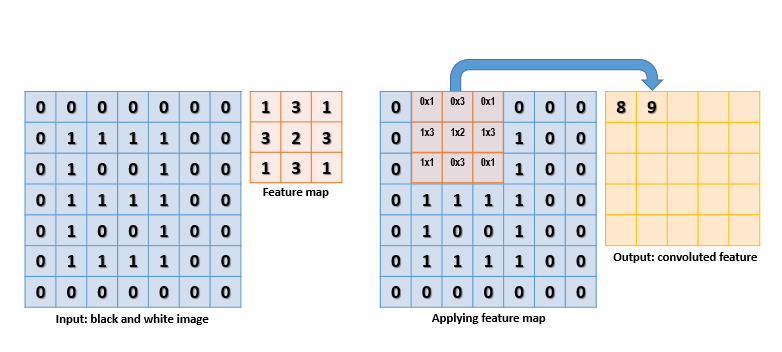 0 0 0 0 0 0 0 1 3 1 0 0x1 0x3 0x1 0 0 0 8 9
0 1 1 1 1 0 0 3 2 3 0 1x3 1x2 1x3 1 0 0
0 1 0 0 1 0 0 1 3 1 0 1x1 0x3 0x1 1 0 0
Feature map
0 1 1 1 1 0 0 0 1 1 1 1 0 0
0 1 0 0 1 0 0 0 1 0 0 1 0 0
0 1 1 1 1 0 0 0 1 1 1 1 0 0
Output: convoluted feature
0 0 0 0 0 0 0 0 0 0 0 0 0 0
Input: black and white image Applying feature map